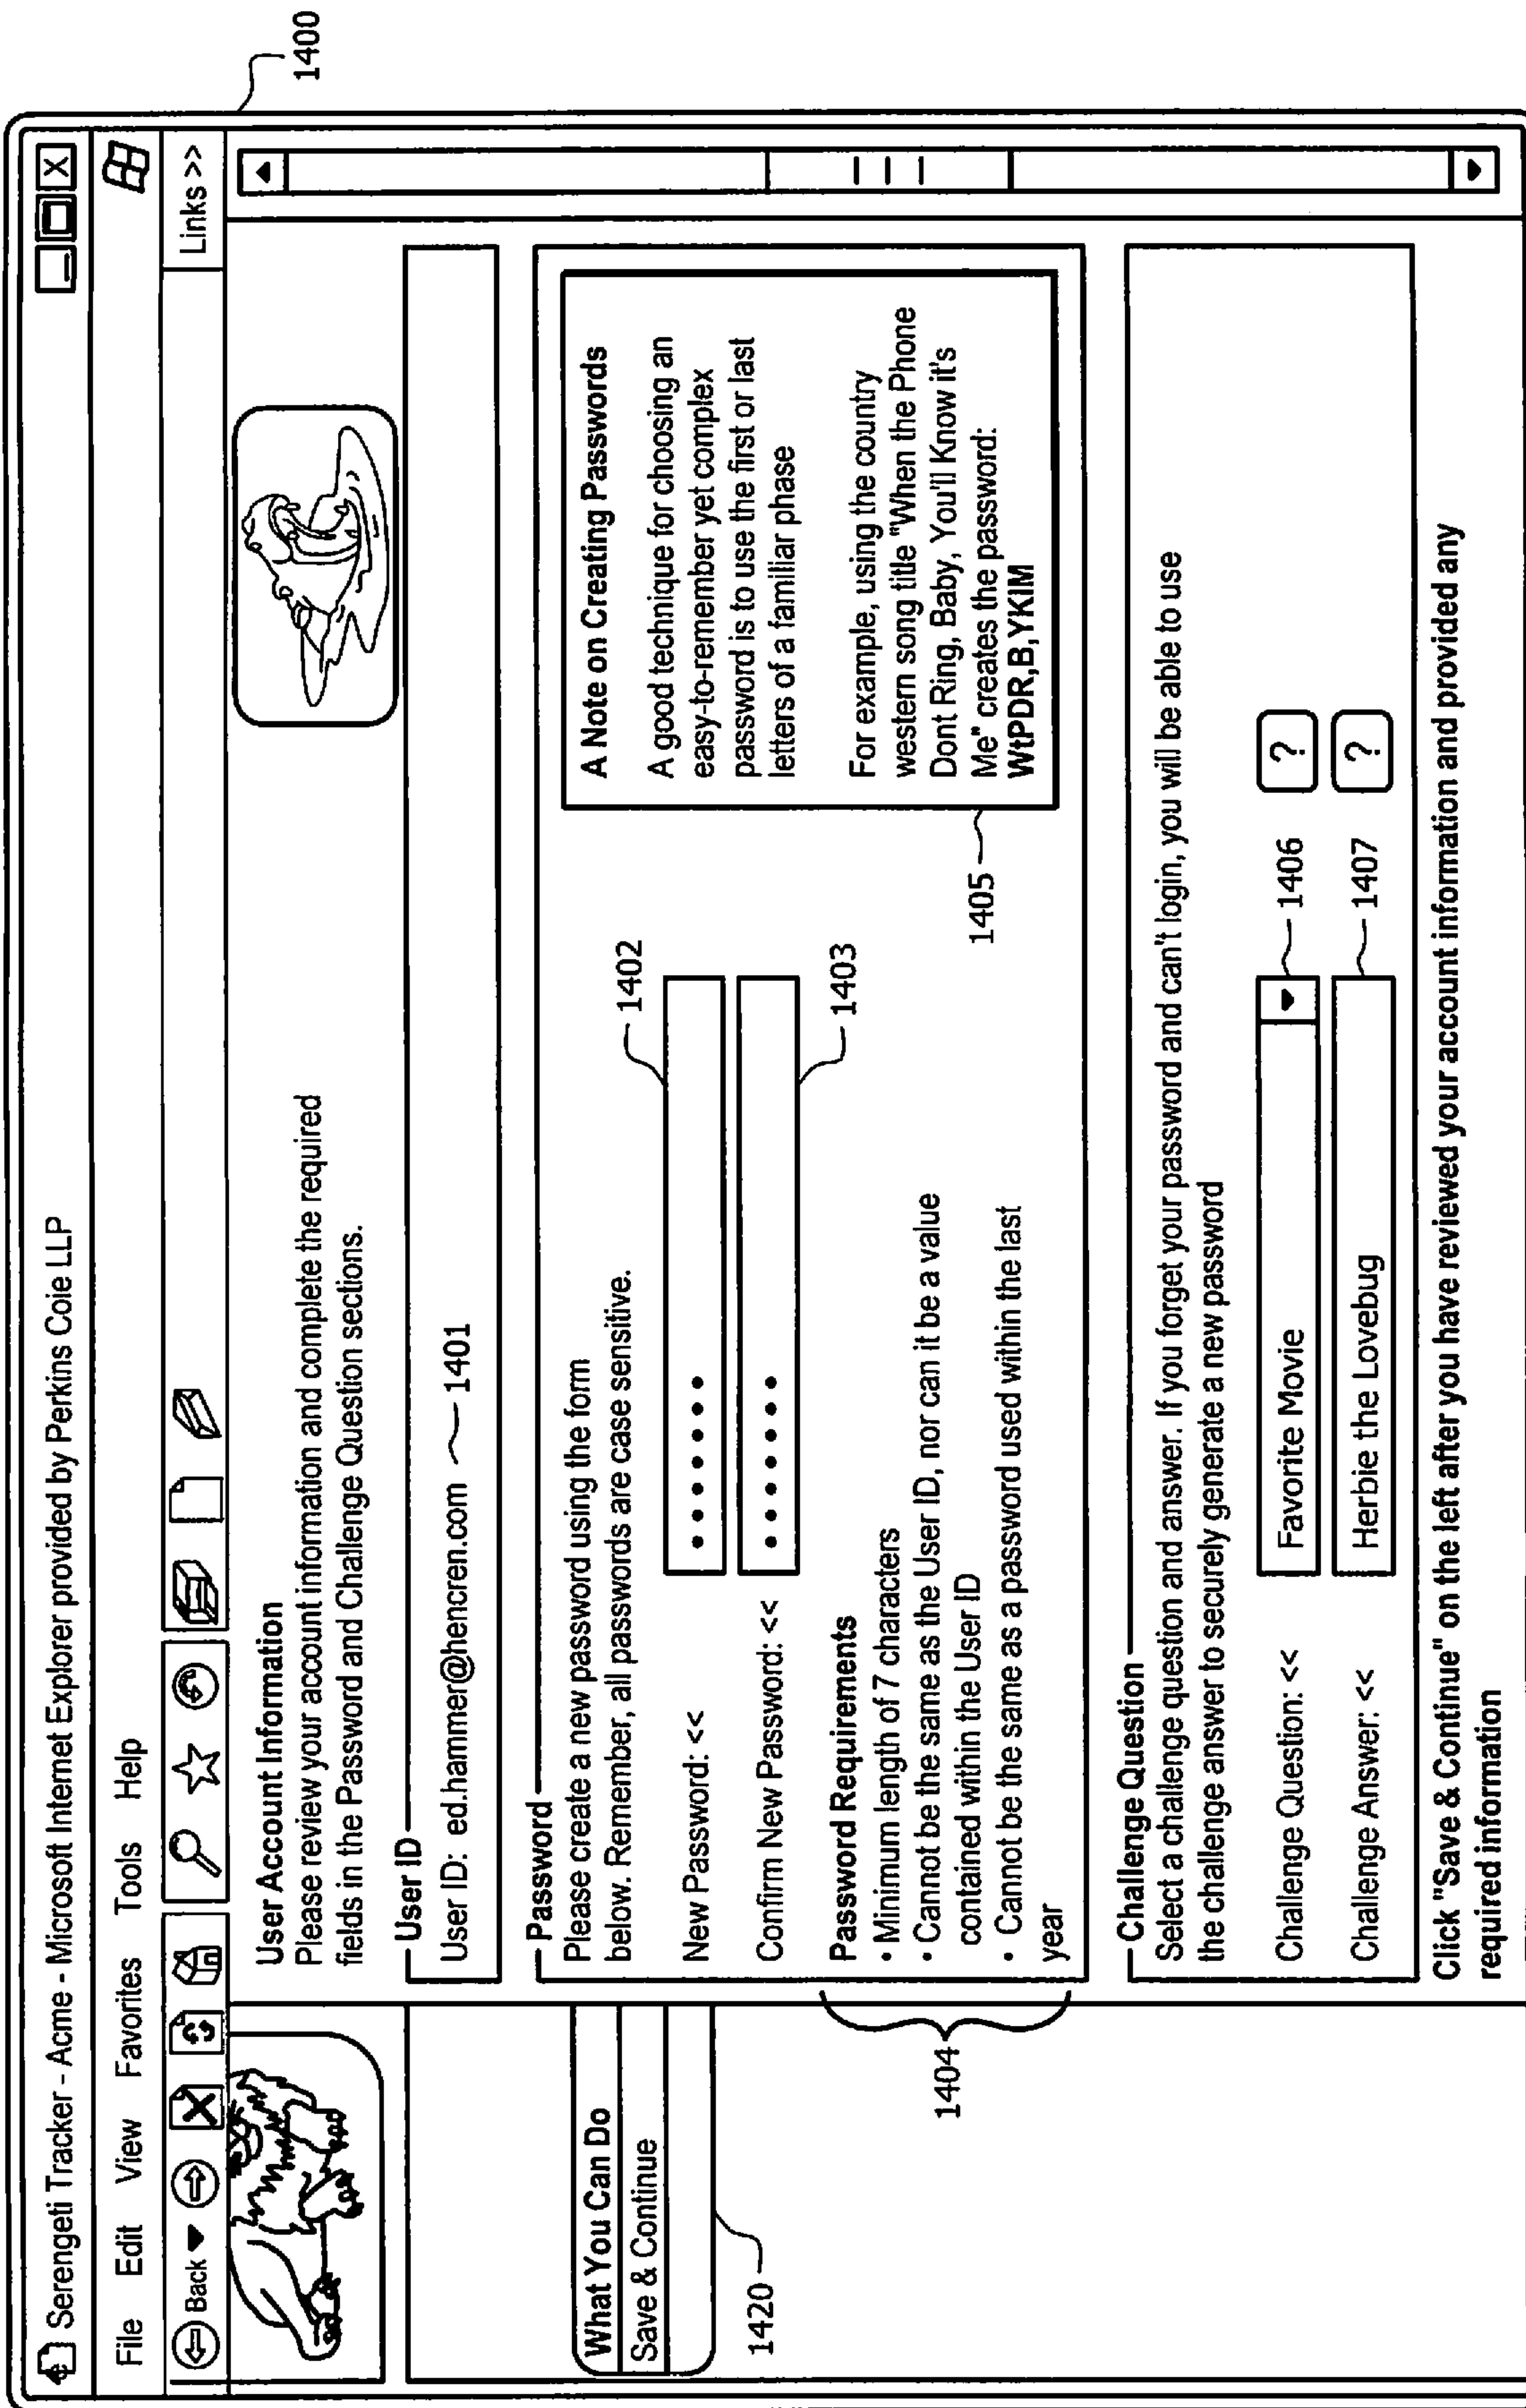 1400
Serengeti Tracker - Acme - Microsoft Internet Explorer provided by Perkins Coie LLP
File Edit View Favorites Tools Help
Back
Links >>
User Account Information
Please review your account information and complete the required
fields in the Password and Challenge Question sections.
User ID
User ID: ed.hammer@hencren.com
1401
What You Can Do
Save & Continue
1420
Password
Please create a new password using the form
below. Remember, all passwords are case sensitive.
1402
New Password: << •••••••
Confirm New Password: << •••••••
1403
Password Requirements
• Minimum length of 7 characters
• Cannot be the same as the User ID, nor can it be a value
contained within the User ID
• Cannot be the same as a password used within the last
year
1404
A Note on Creating Passwords
A good technique for choosing an
easy-to-remember yet complex
password is to use the first or last
letters of a familiar phase
For example, using the country
western song title "When the Phone
Dont Ring, Baby, You'll Know it's
Me" creates the password:
WtPDR,B,YKIM
1405
Challenge Question
Select a challenge question and answer. If you forget your password and can't login, you will be able to use
the challenge answer to securely generate a new password
Challenge Question: << Favorite Movie 1406 ?
Challenge Answer: << Herbie the Lovebug 1407 ?
Click "Save & Continue" on the left after you have reviewed your account information and provided any
required information